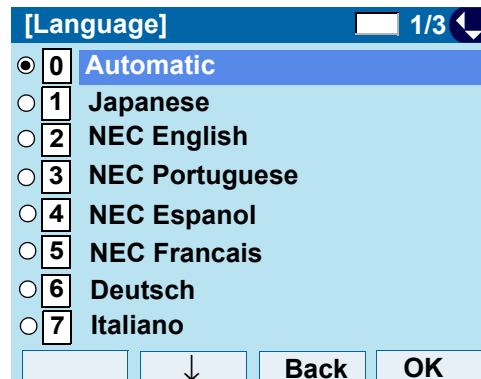 [Language] 1/3
0 Automatic
1 Japanese
2 NEC English
3 NEC Portuguese
4 NEC Espanol
5 NEC Francais
6 Deutsch
7 Italiano
↓ Back OK